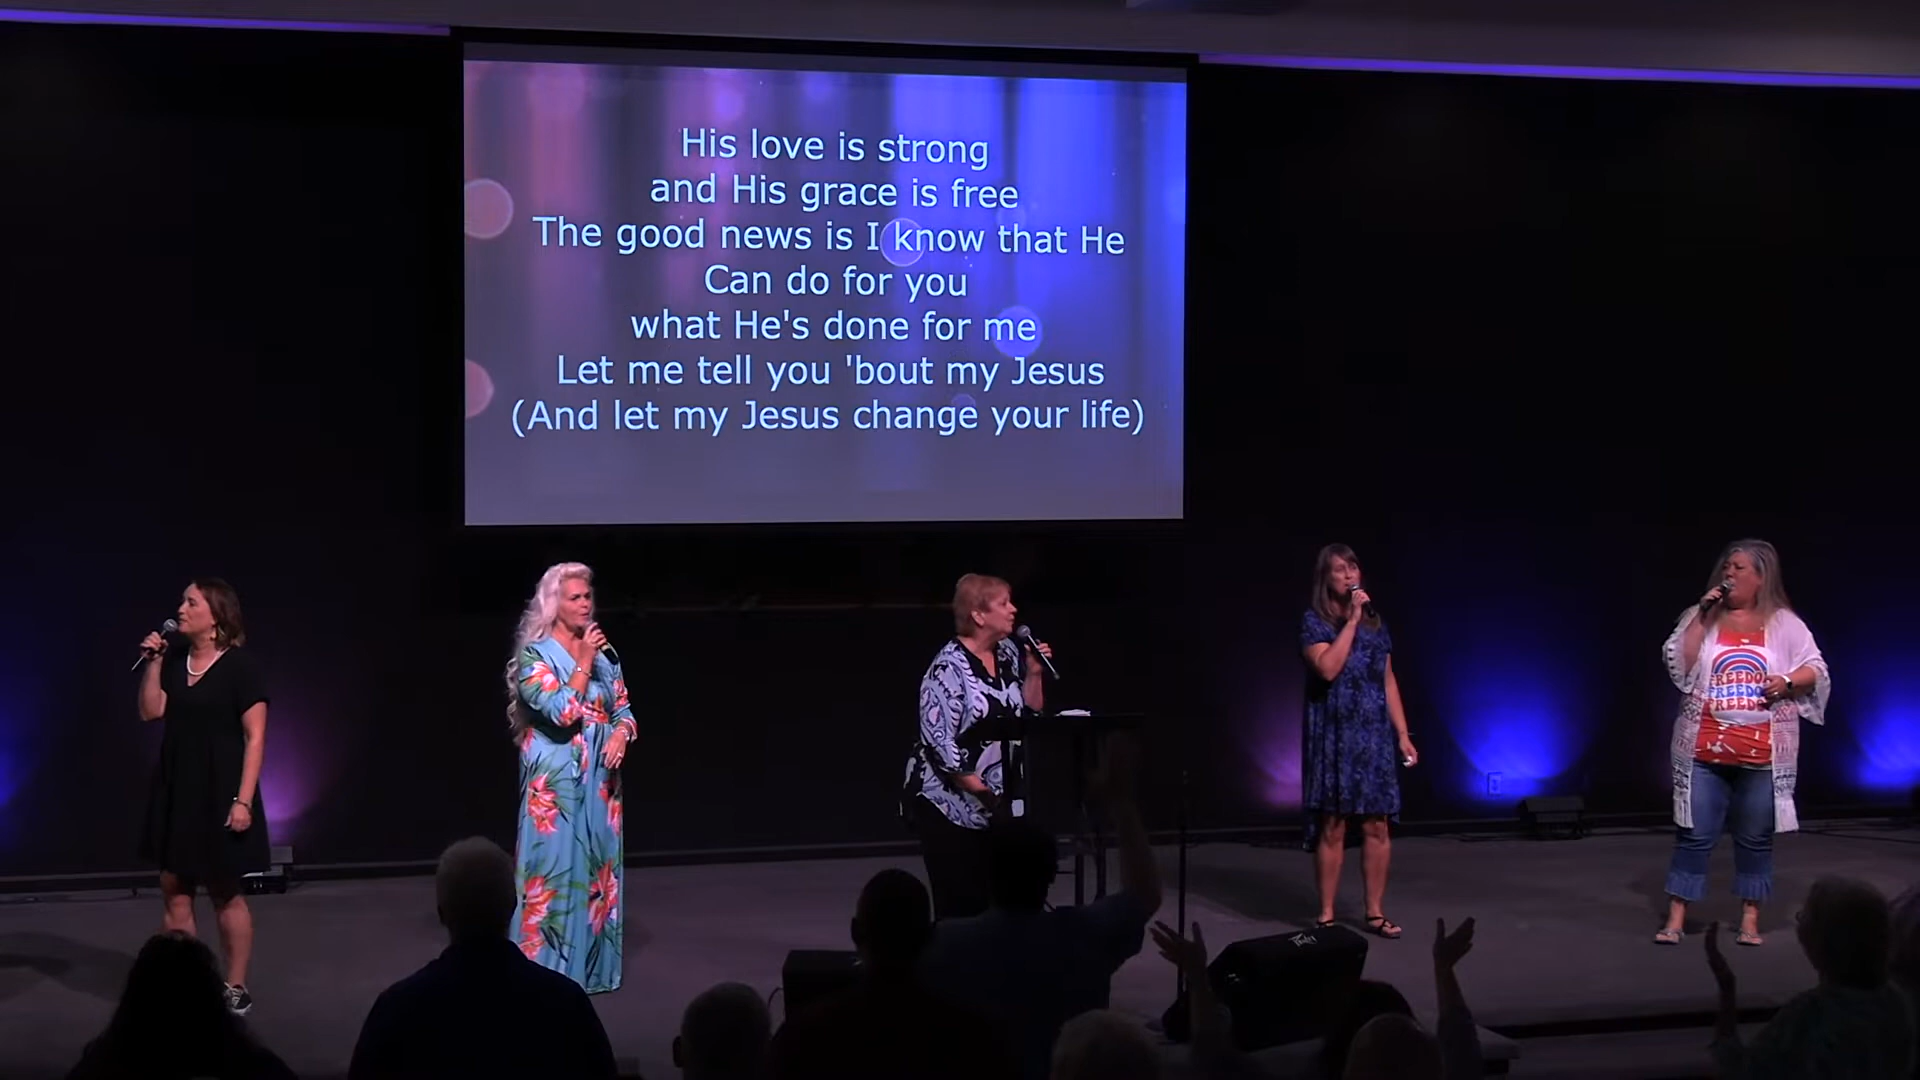 His love is strong
and His grace is free
The good news is I know that He
Can do for you
what He's done for me
Let me tell you 'bout my Jesus
(And let my Jesus change your life)
FREEDOM
FREEDOM
FREEDOM